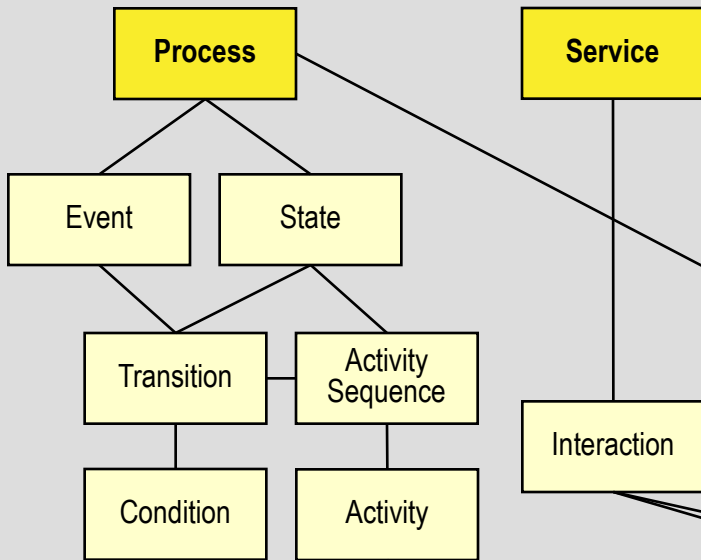 Process
Service
Event
State
Transition
Activity
Sequence
Interaction
Condition
Activity